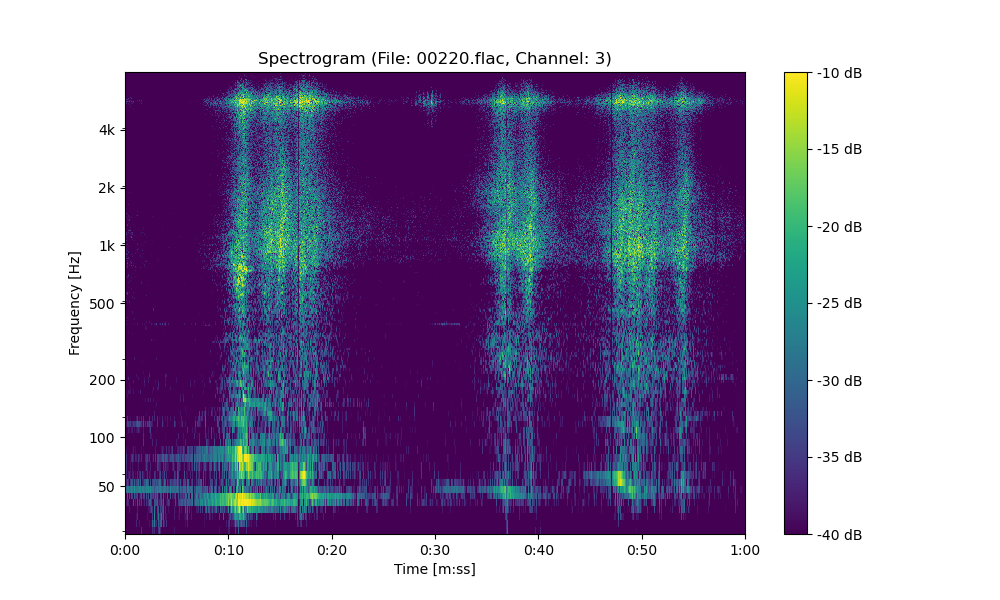 Spectrogram (File: 00220.flac, Channel: 3)
Frequency [Hz]
4k
2k
1k
500
200
100
50
0:00 0:10 0:20 0:30 0:40 0:50 1:00
Time [m:ss]
-10 dB
-15 dB
-20 dB
-25 dB
-30 dB
-35 dB
-40 dB